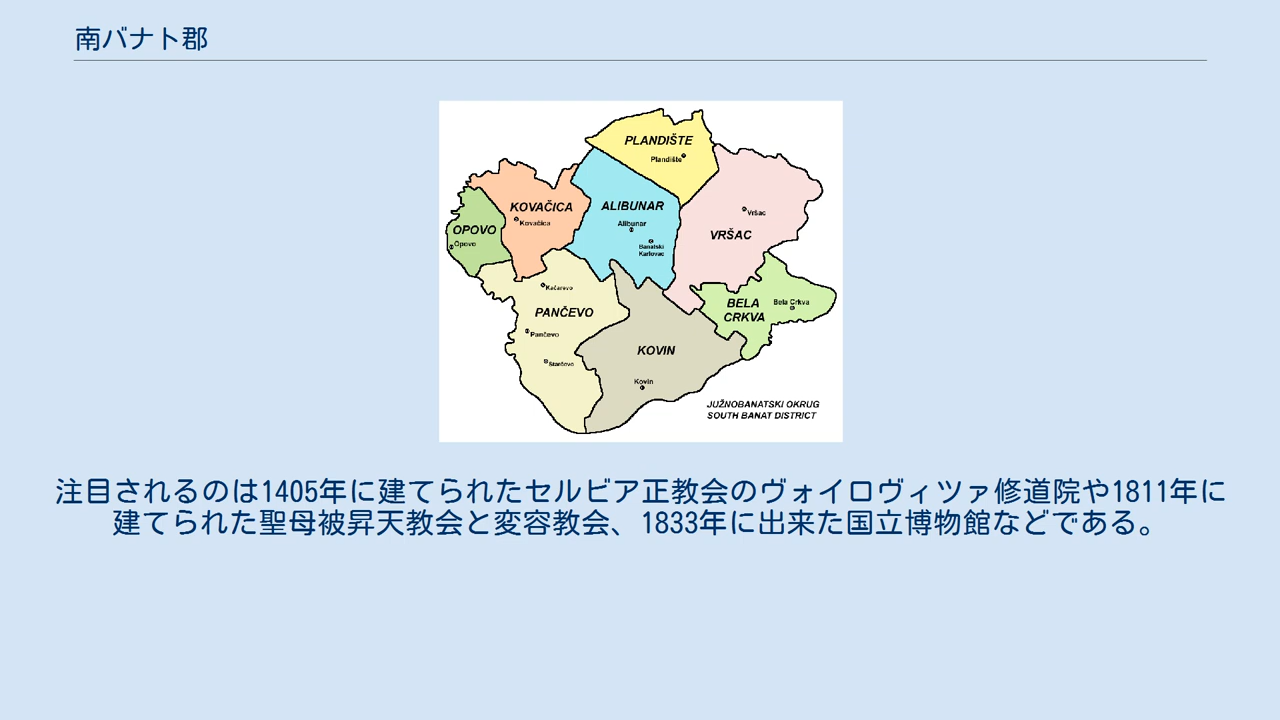 南バナト郡
PLANDIŠTE
Plandište
KOVAČICA
Kovačica
ALIBUNAR
Alibunar
Banatski
Karlovac
Vršac
VRŠAC
OPOVO
Opovo
Kačarevo
PANČEVO
Pančevo
Starčevo
BELA
CRKVA
Bela Crkva
KOVIN
Kovin
JUŽNOBANATSKI OKRUG
SOUTH BANAT DISTRICT
注目されるのは1405年に建てられたセルビア正教会のヴォイロヴィツァ修道院や1811年に
建てられた聖母被昇天教会と変容教会、1833年に出来た国立博物館などである。